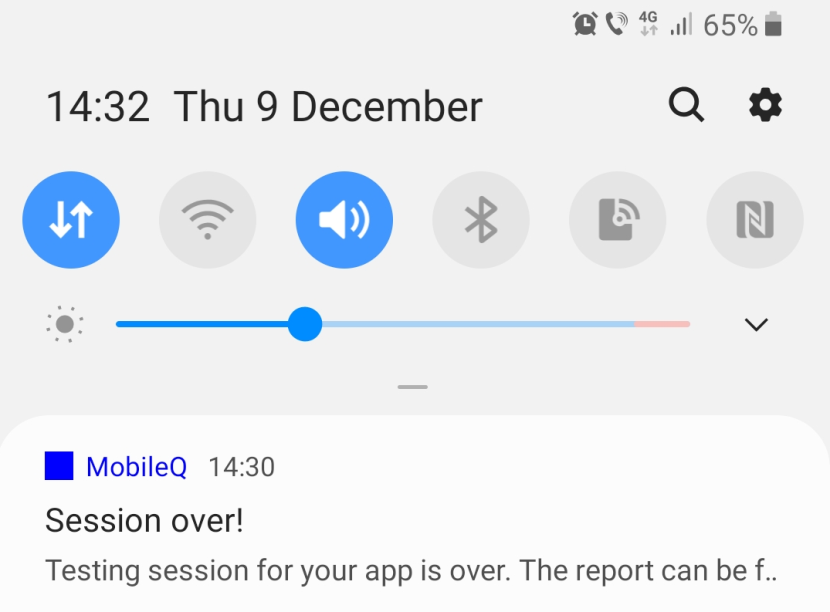 4G 65%
14:32 Thu 9 December
MobileQ 14:30
Session over!
Testing session for your app is over. The report can be f..